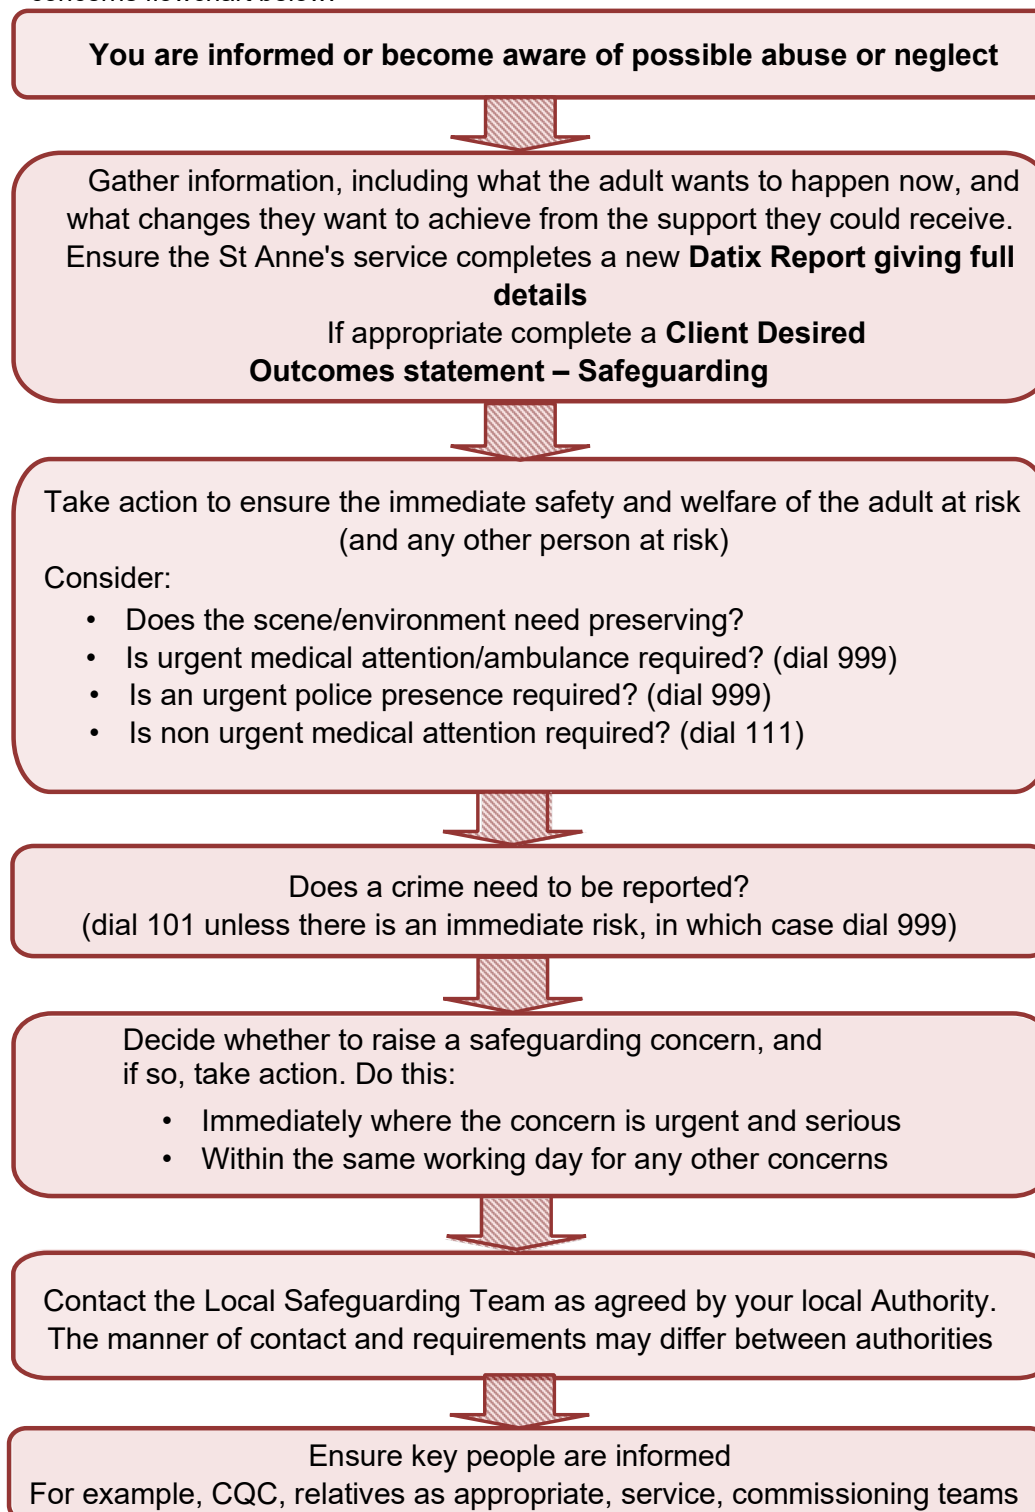 concerns flowchart below.
You are informed or become aware of possible abuse or neglect
Gather information, including what the adult wants to happen now, and
what changes they want to achieve from the support they could receive.
Ensure the St Anne's service completes a new Datix Report giving full
details
If appropriate complete a Client Desired
Outcomes statement – Safeguarding
Take action to ensure the immediate safety and welfare of the adult at risk
(and any other person at risk)
Consider:
• Does the scene/environment need preserving?
• Is urgent medical attention/ambulance required? (dial 999)
• Is an urgent police presence required? (dial 999)
• Is non urgent medical attention required? (dial 111)
Does a crime need to be reported?
(dial 101 unless there is an immediate risk, in which case dial 999)
Decide whether to raise a safeguarding concern, and
if so, take action. Do this:
• Immediately where the concern is urgent and serious
• Within the same working day for any other concerns
Contact the Local Safeguarding Team as agreed by your local Authority.
The manner of contact and requirements may differ between authorities
Ensure key people are informed
For example, CQC, relatives as appropriate, service, commissioning teams